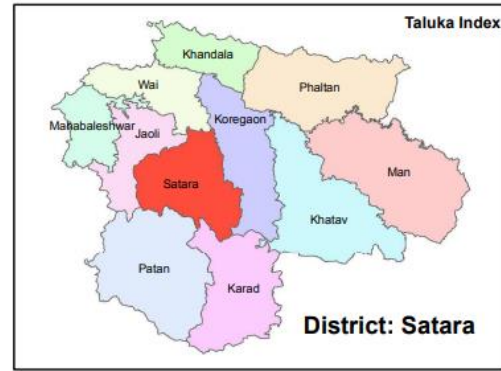 Taluka Index
Khandala
Wai
Phaltan
Mahabaleshwar
Jaoli
Koregaon
Man
Satara
Khatav
Patan
Karad
District: Satara